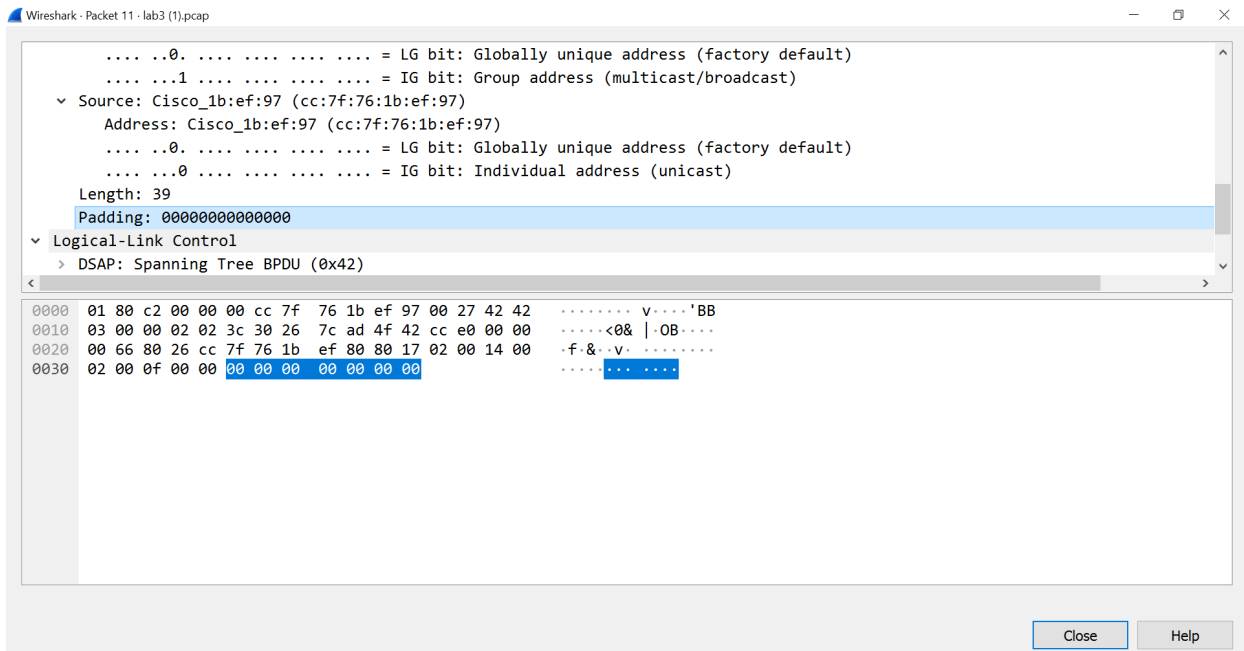 Wireshark · Packet 11 · lab3 (1).pcap
.... ..0. .... .... .... .... = LG bit: Globally unique address (factory default)
.... ...1 .... .... .... .... = IG bit: Group address (multicast/broadcast)
Source: Cisco_1b:ef:97 (cc:7f:76:1b:ef:97)
Address: Cisco_1b:ef:97 (cc:7f:76:1b:ef:97)
.... ..0. .... .... .... .... = LG bit: Globally unique address (factory default)
.... ...0 .... .... .... .... = IG bit: Individual address (unicast)
Length: 39
Padding: 00000000000000
Logical-Link Control
DSAP: Spanning Tree BPDU (0x42)
0000 01 80 c2 00 00 00 cc 7f 76 1b ef 97 00 27 42 42 ········ v····'BB
0010 03 00 00 02 02 3c 30 26 7c ad 4f 42 cc e0 00 00 ·····<0& |·OB····
0020 00 66 80 26 cc 7f 76 1b ef 80 80 17 02 00 14 00 ·f·&··v· ········
0030 02 00 0f 00 00 00 00 00 00 00 00 00 ········ ····
Close Help